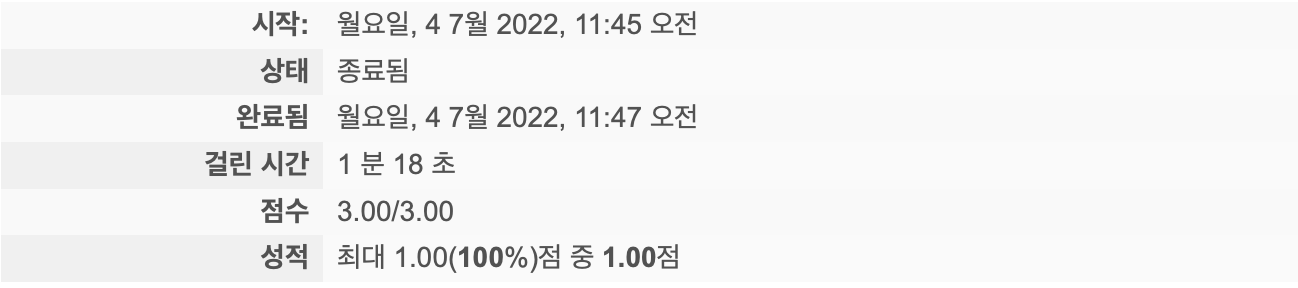 시작: 월요일, 4 7월 2022, 11:45 오전
상태 종료됨
완료됨 월요일, 4 7월 2022, 11:47 오전
걸린 시간 1 분 18 초
점수 3.00/3.00
성적 최대 1.00(100%)점 중 1.00점